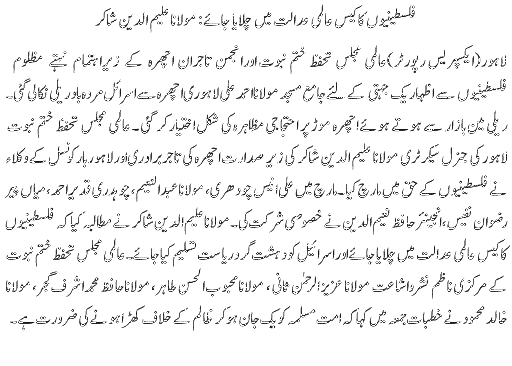 فلسطینیوں کا کیس عالمی عدالت میں چلایا جائے: مولانا علیم الدین شاکر
لاہور (ایکسپریس رپورٹر) عالمی مجلس تحفظ ختم نبوت اور انجمن تاجران اچھرہ کے زیر اہتمام نہتے مظلوم
فلسطینیوں سے اظہار یک جہتی کے لئے جامع مسجد مولانا احمد علی لاہوری اچھرہ سے اسرائیل مردہ باد ریلی نکالی گئی۔
ریلی مین بازار سے ہوتے ہوئے اچھرہ موڑ پر احتجاجی مظاہرہ کی شکل اختیار کر گئی۔ عالمی مجلس تحفظ ختم نبوت
لاہور کی جنرل سیکرٹری مولانا علیم الدین شاکر کی زیر صدارت اچھرہ کی تاجر برادری اور لاہور بار کونسل کے وکلاء
نے فلسطینیوں کے حق میں مارچ کیا۔ مارچ میں علی انیس چودھری، مولانا عبدالنعیم، چوہدری قدیر احمد، میاں پیر
رضوان نفیس، انجینئر حافظ نعیم الدین نے خصوصی شرکت کی۔ مولانا علیم الدین شاکر نے مطالبہ کیا کہ فلسطینیوں
کا کیس عالمی عدالت میں چلایا جائے اور اسرائیل کو دہشت گرد ریاست تسلیم کیا جائے۔ عالمی مجلس تحفظ ختم نبوت
کے مرکزی ناظم نشر و اشاعت مولانا عزیز الرحمٰن ثانی، مولانا محبوب الحسن طاہر، مولانا حافظ محمد اشرف گجر، مولانا
خالد محمود نے خطبات جمعہ میں کہا کہ امت مسلمہ کو یک جان ہو کر مظالم کے خلاف کھڑا ہونے کی ضرورت ہے۔